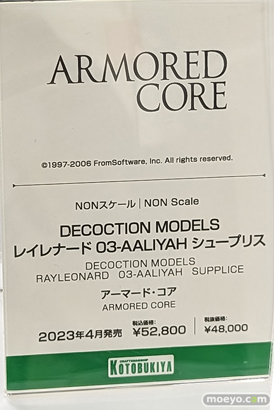 ARMORED
CORE
©1997-2006 FromSoftware, Inc. All rights reserved.
NONスケール | NON Scale
DECOCTION MODELS
レイレナード 03-AALIYAH シュープリス
DECOCTION MODELS
RAYLEONARD 03-AALIYAH SUPPLICE
アーマード・コア
ARMORED CORE
2023年4月発売 税込価格: ¥52,800 税抜価格: ¥48,000
KOTOBUKIYA
moeyo.com